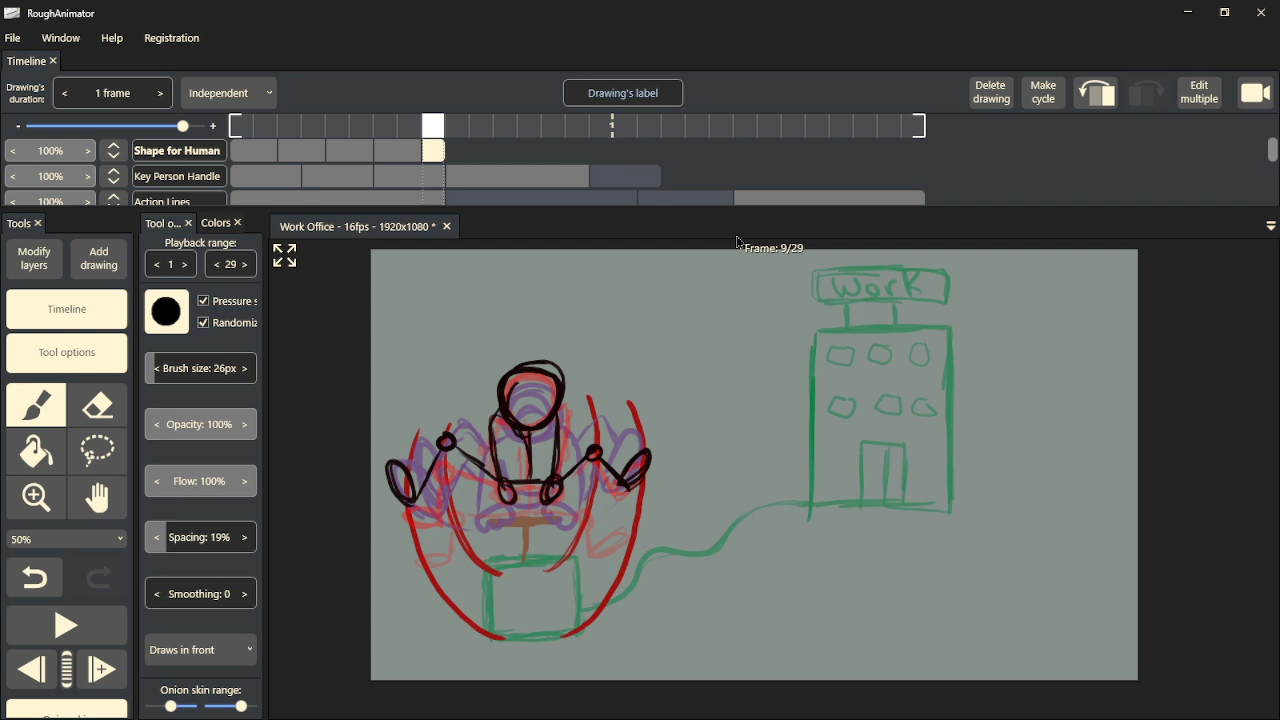 RoughAnimator
File Window Help Registration
Timeline
Drawing's duration: < 1 frame > Independent Drawing's label Delete drawing Make cycle Edit multiple
- + 1
< 100% > Shape for Human
< 100% > Key Person Handle
< 100% > Action Lines
Tools Tool o... Colors Work Office - 16fps - 1920x1080 *
Modify layers Add drawing
Playback range:
< 1 > < 29 >
Frame: 9/29
Work
Timeline
Pressure s
Randomiz
Tool options
< Brush size: 26px >
< Opacity: 100% >
< Flow: 100% >
50%
< Spacing: 19% >
< Smoothing: 0 >
Draws in front
Onion skin range: